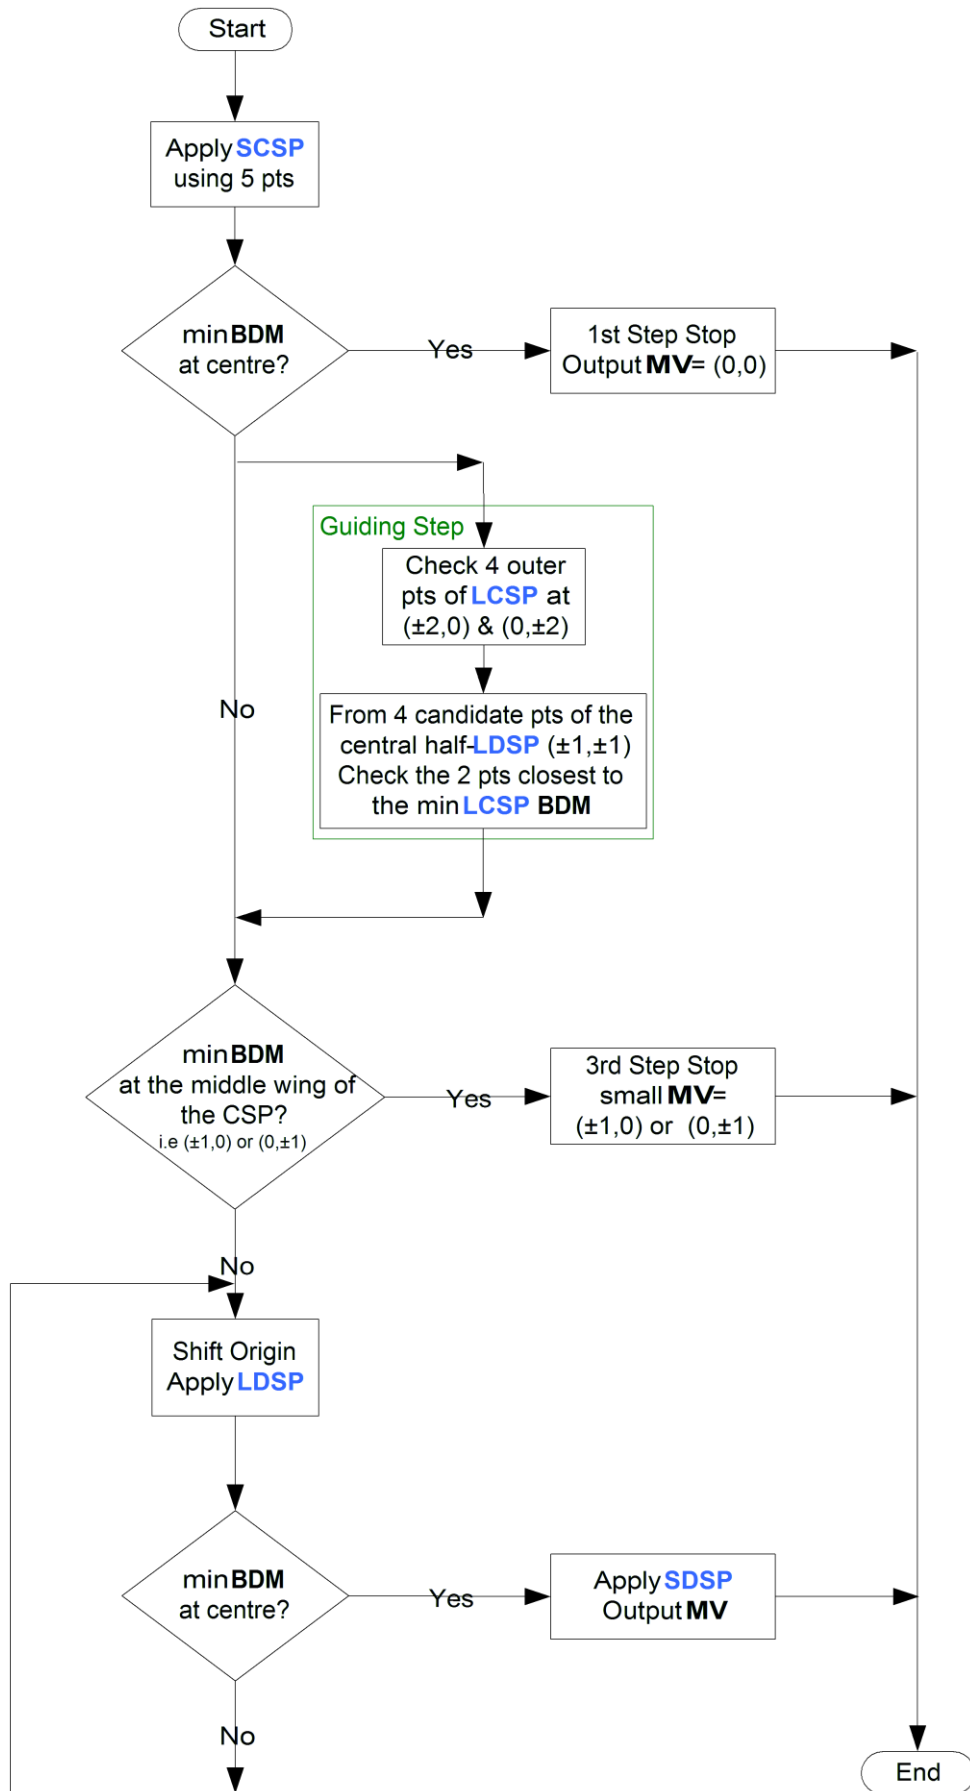 Start
Apply SCSP
using 5 pts
min BDM
at centre?
Yes
1st Step Stop
Output MV= (0,0)
Guiding Step
Check 4 outer
pts of LCSP at
(±2,0) & (0,±2)
No
From 4 candidate pts of the
central half-LDSP (±1,±1)
Check the 2 pts closest to
the min LCSP BDM
min BDM
at the middle wing of
the CSP?
i.e (±1,0) or (0,±1)
Yes
3rd Step Stop
small MV=
(±1,0) or (0,±1)
No
Shift Origin
Apply LDSP
min BDM
at centre?
Yes
Apply SDSP
Output MV
No
End